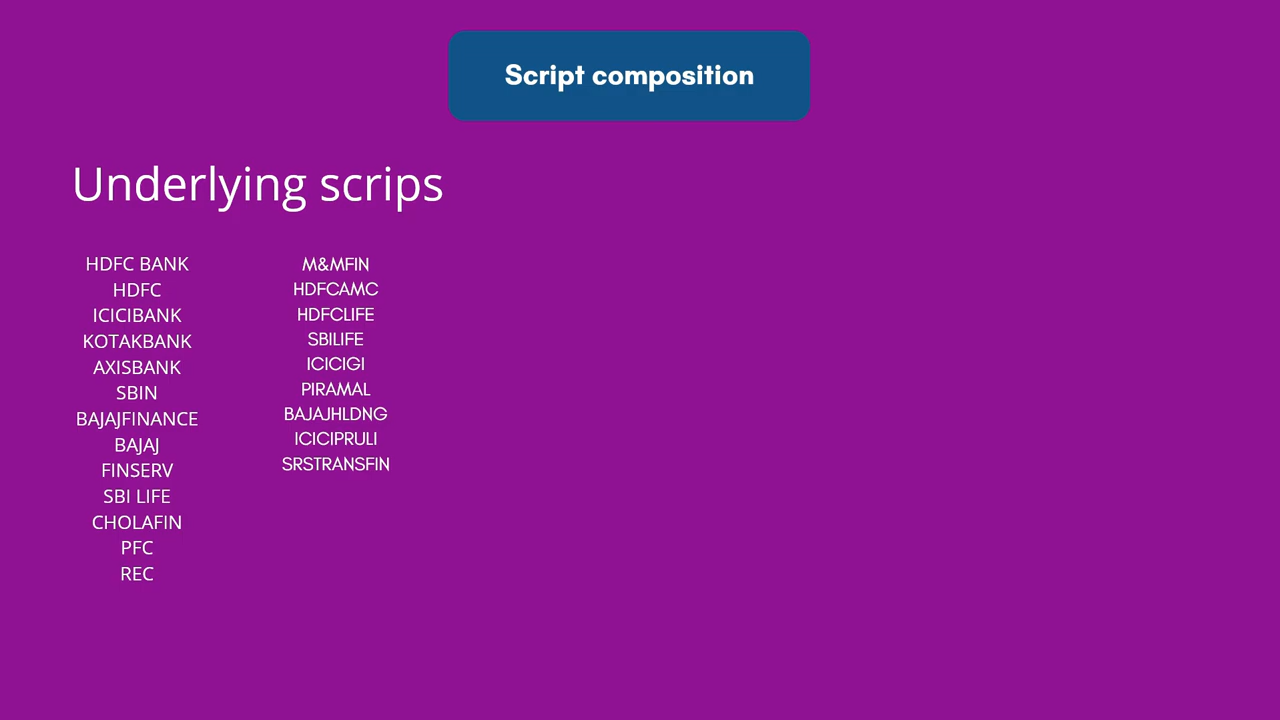 Script composition
Underlying scrips
HDFC BANK
HDFC
ICICIBANK
KOTAKBANK
AXISBANK
SBIN
BAJAJFINANCE
BAJAJ
FINSERV
SBI LIFE
CHOLAFIN
PFC
REC
M&MFIN
HDFCAMC
HDFCLIFE
SBILIFE
ICICIGI
PIRAMAL
BAJAJHLDNG
ICICIPRULI
SRSTRANSFIN